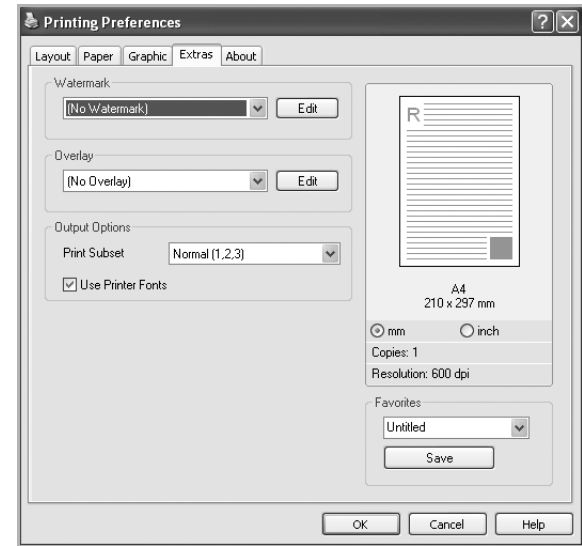 Printing Preferences
Layout Paper Graphic Extras About
Watermark
(No Watermark) Edit
Overlay
(No Overlay) Edit
Output Options
Print Subset Normal (1,2,3)
Use Printer Fonts
R
A4
210 x 297 mm
mm inch
Copies: 1
Resolution: 600 dpi
Favorites
Untitled
Save
OK Cancel Help